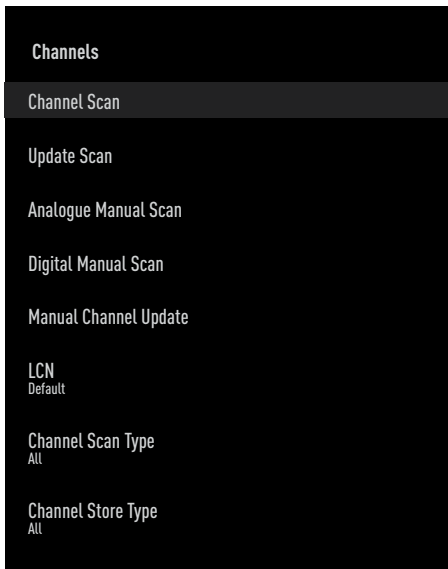 Channels
Channel Scan
Update Scan
Analogue Manual Scan
Digital Manual Scan
Manual Channel Update
LCN
Default
Channel Scan Type
All
Channel Store Type
All